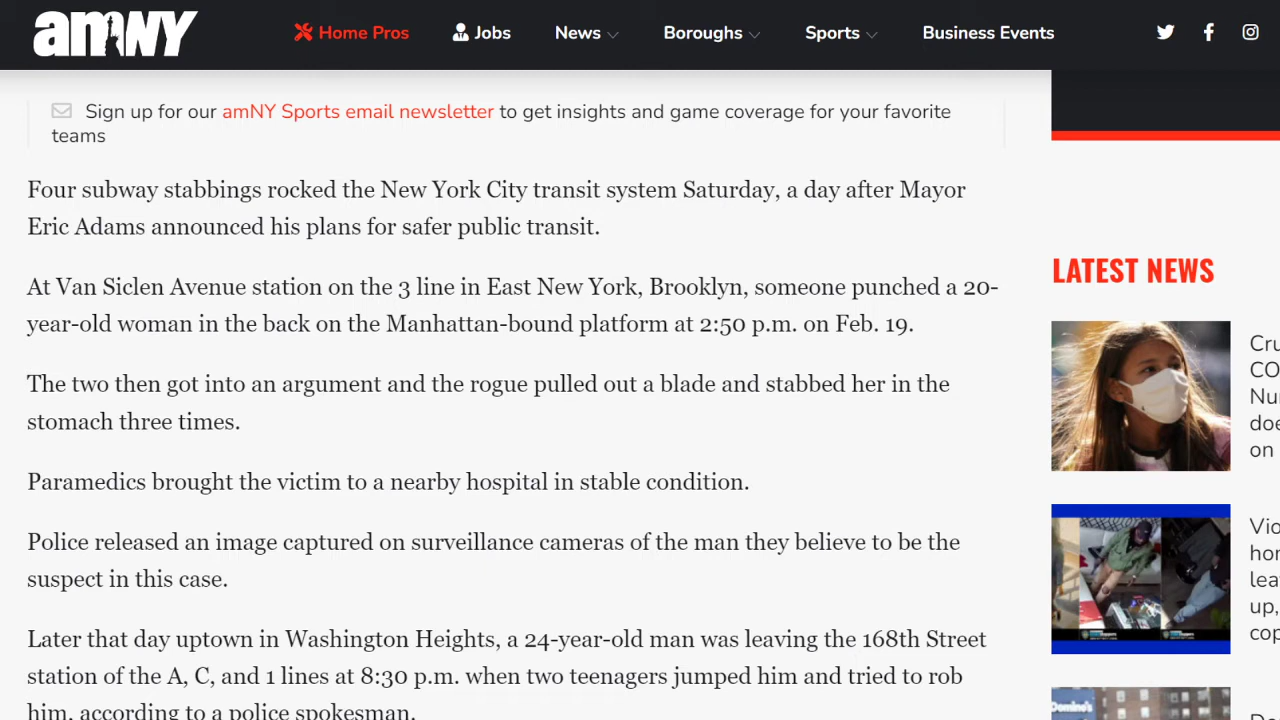 amNY
Home Pros
Jobs
News
Boroughs
Sports
Business Events
Sign up for our amNY Sports email newsletter to get insights and game coverage for your favorite
teams
Four subway stabbings rocked the New York City transit system Saturday, a day after Mayor
Eric Adams announced his plans for safer public transit.
At Van Siclen Avenue station on the 3 line in East New York, Brooklyn, someone punched a 20-
year-old woman in the back on the Manhattan-bound platform at 2:50 p.m. on Feb. 19.
The two then got into an argument and the rogue pulled out a blade and stabbed her in the
stomach three times.
Paramedics brought the victim to a nearby hospital in stable condition.
Police released an image captured on surveillance cameras of the man they believe to be the
suspect in this case.
Later that day uptown in Washington Heights, a 24-year-old man was leaving the 168th Street
station of the A, C, and 1 lines at 8:30 p.m. when two teenagers jumped him and tried to rob
him, according to a police spokesman.
LATEST NEWS
on
Domino's